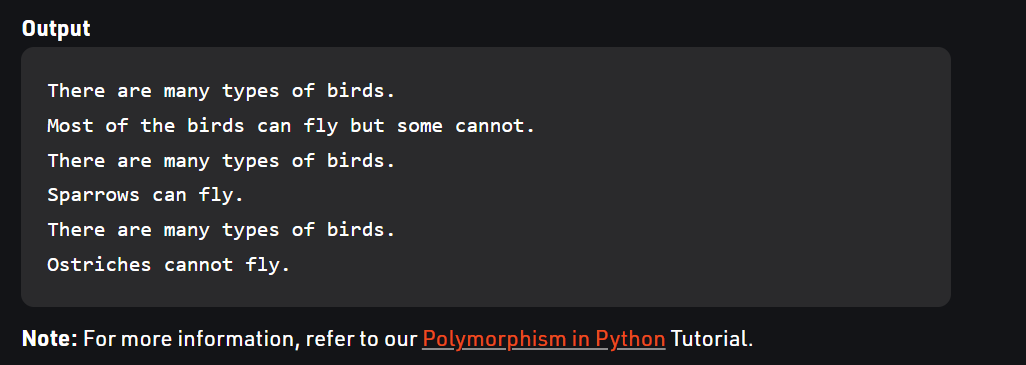 Output
There are many types of birds.
Most of the birds can fly but some cannot.
There are many types of birds.
Sparrows can fly.
There are many types of birds.
Ostriches cannot fly.
Note: For more information, refer to our Polymorphism in Python Tutorial.